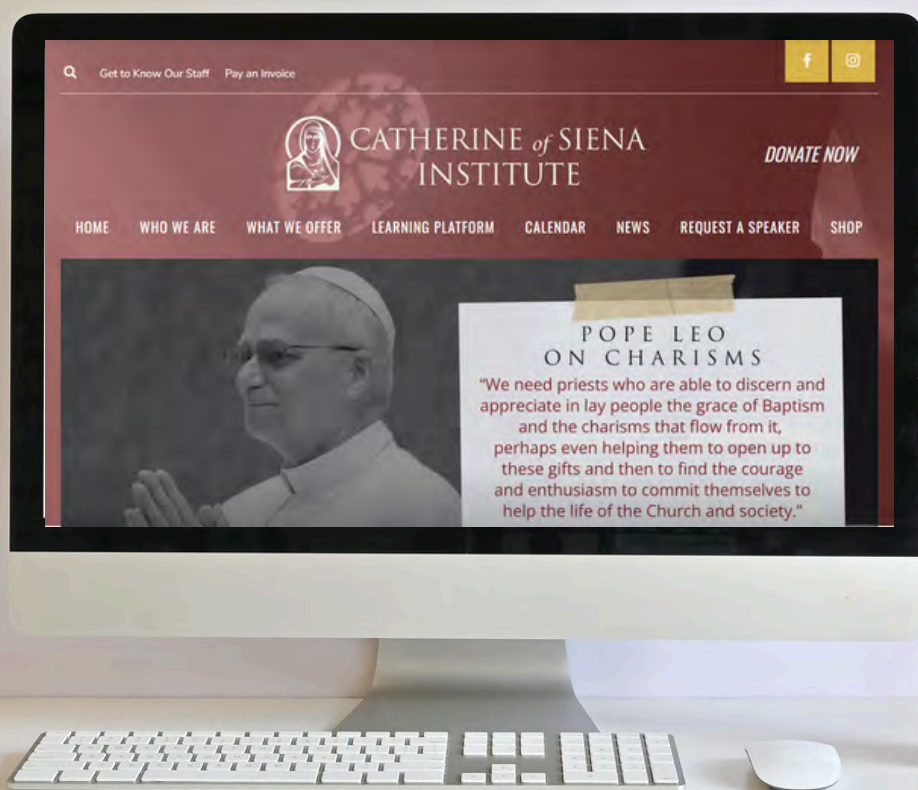 Get to Know Our Staff Pay an Invoice
CATHERINE of SIENA
INSTITUTE
DONATE NOW
HOME WHO WE ARE WHAT WE OFFER LEARNING PLATFORM CALENDAR NEWS REQUEST A SPEAKER SHOP
POPE LEO
ON CHARISMS
“We need priests who are able to discern and
appreciate in lay people the grace of Baptism
and the charisms that flow from it,
perhaps even helping them to open up to
these gifts and then to find the courage
and enthusiasm to commit themselves to
help the life of the Church and society.”